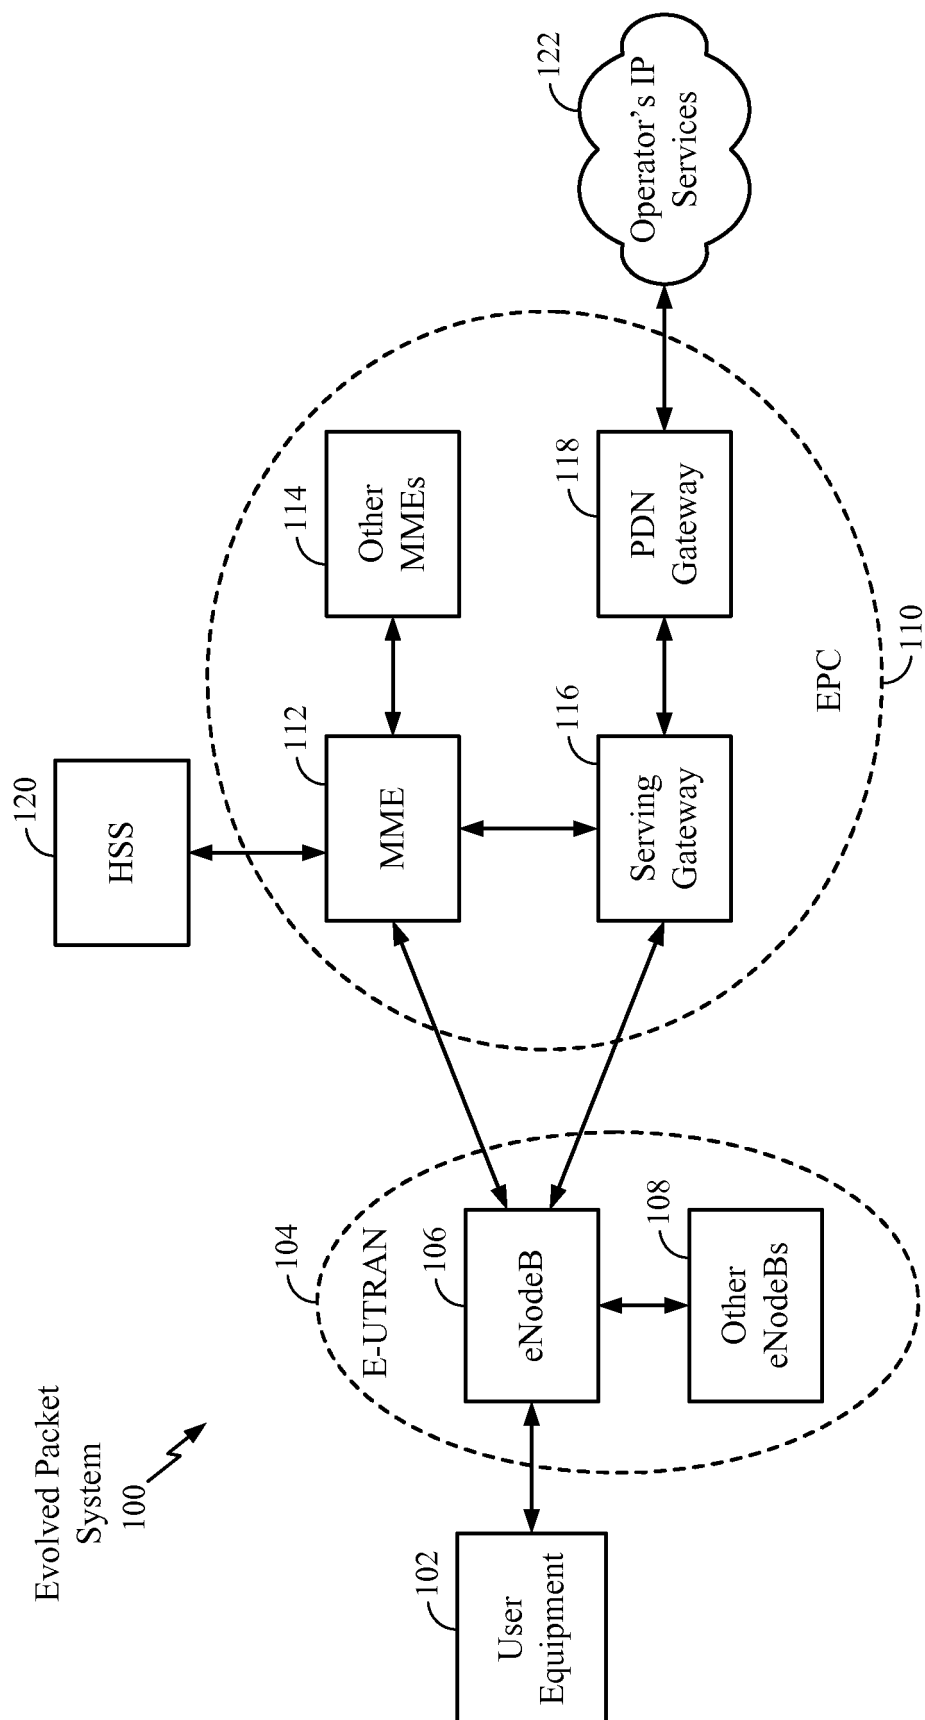 Evolved Packet
System
100
102
User
Equipment
104
E-UTRAN
106
eNodeB
108
Other
eNodeBs
120
HSS
112
MME
114
Other
MMEs
116
Serving
Gateway
118
PDN
Gateway
EPC
110
122
Operator’s IP
Services